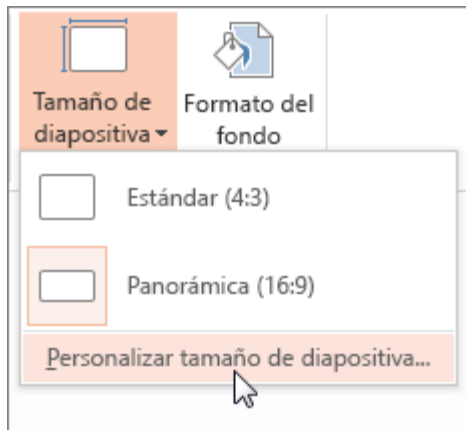 Tamaño de
diapositiva
Formato del
fondo
Estándar (4:3)
Panorámica (16:9)
Personalizar tamaño de diapositiva...